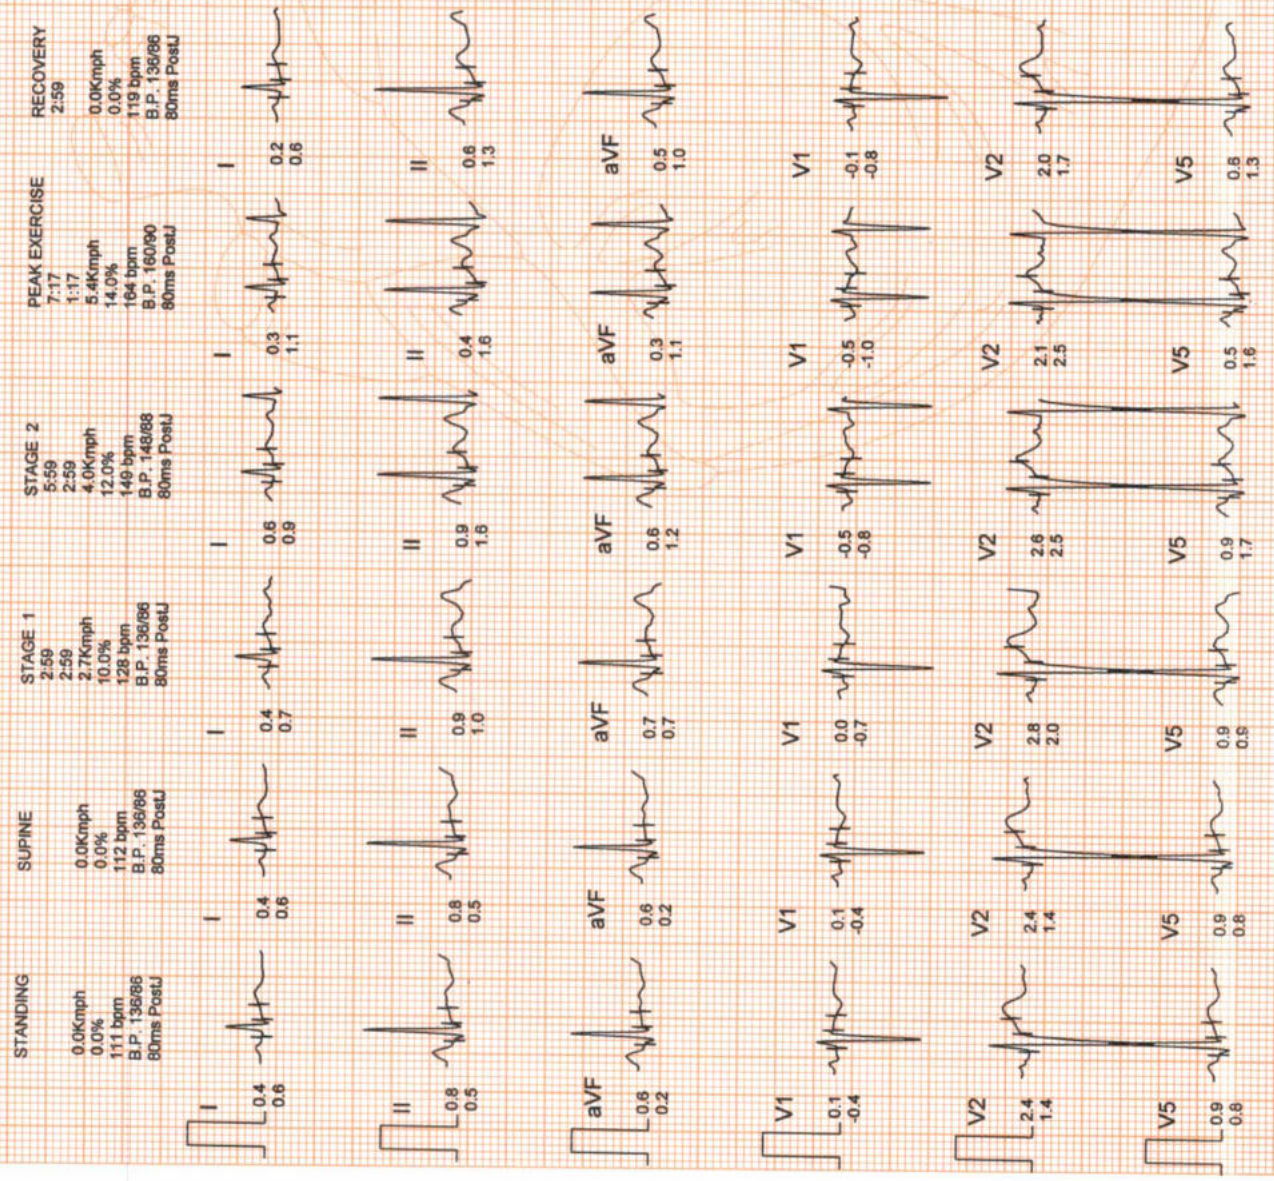 STANDING
0.0Kmph
0.0%
111 bpm
B.P. 136/86
80ms PostJ
I
0.4
0.6
II
0.8
0.5
aVF
0.6
0.2
V1
0.1
-0.4
V2
2.4
1.4
V5
0.9
0.8
SUPINE
0.0Kmph
0.0%
112 bpm
B.P. 136/86
80ms PostJ
I
0.4
0.6
II
0.8
0.5
aVF
0.6
0.2
V1
0.1
-0.4
V2
2.4
1.4
V5
0.9
0.8
STAGE 1
2:59
2:59
2.7Kmph
10.0%
128 bpm
B.P. 136/86
80ms PostJ
I
0.4
0.7
II
0.9
1.0
aVF
0.7
0.7
V1
0.0
-0.7
V2
2.8
2.0
V5
0.9
0.9
STAGE 2
5:59
2:59
4.0Kmph
12.0%
149 bpm
B.P. 148/88
80ms PostJ
I
0.6
0.9
II
0.9
1.6
aVF
0.6
1.2
V1
-0.5
-0.8
V2
2.6
2.5
V5
0.9
1.7
PEAK EXERCISE
7:17
1:17
5.4Kmph
14.0%
164 bpm
B.P. 160/90
80ms PostJ
I
0.3
1.1
II
0.4
1.6
aVF
0.3
1.1
V1
-0.5
-1.0
V2
2.1
2.5
V5
0.5
1.6
RECOVERY
2:59
0.0Kmph
0.0%
119 bpm
B.P. 136/86
80ms PostJ
I
0.2
0.6
II
0.6
1.3
aVF
0.5
1.0
V1
-0.1
-0.8
V2
2.0
1.7
V5
1.3